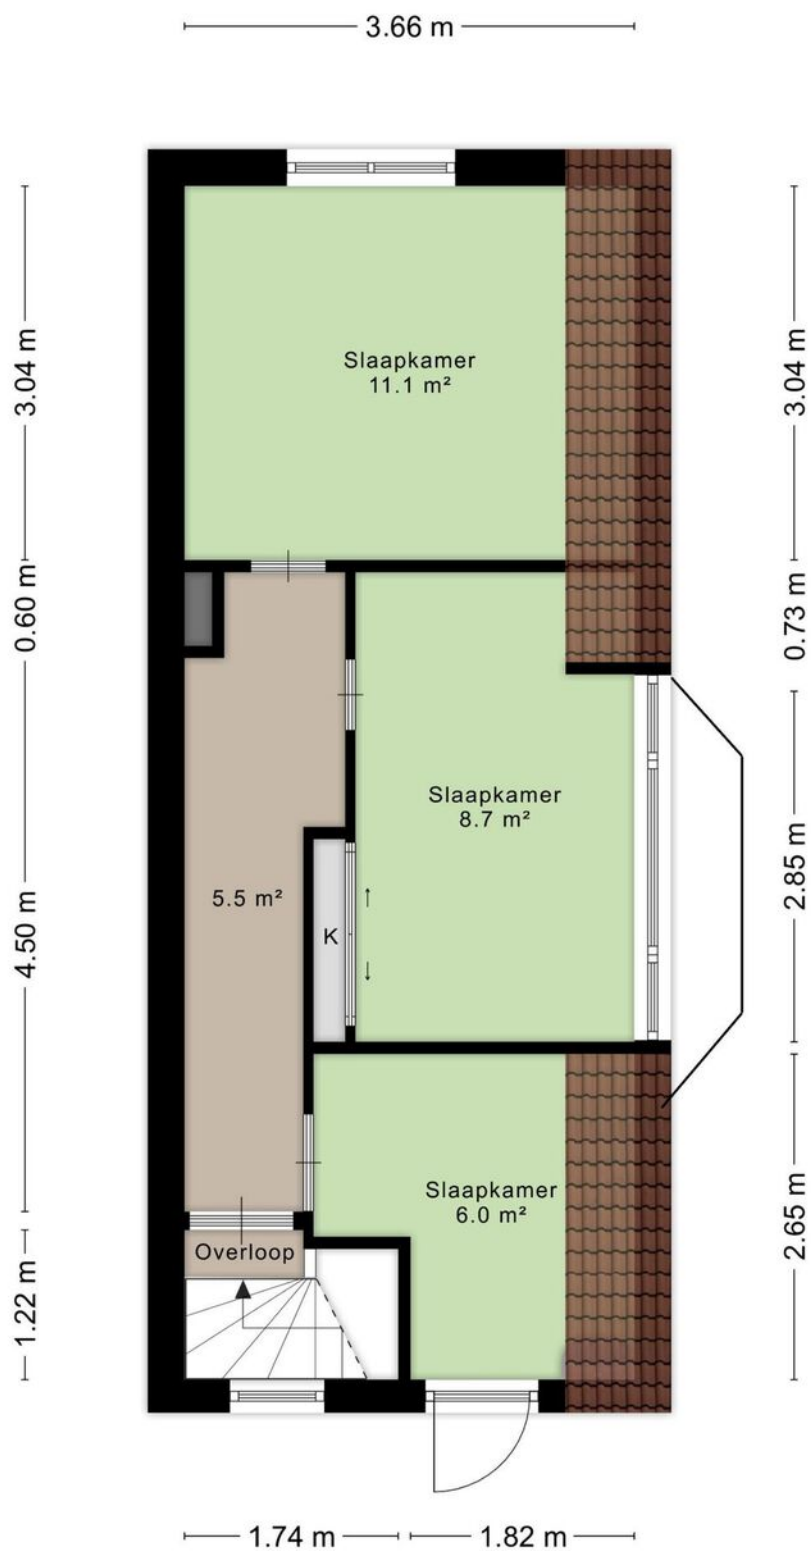 3.66 m
3.04 m
3.04 m
Slaapkamer
11.1 m²
0.60 m
0.73 m
Slaapkamer
8.7 m²
2.85 m
5.5 m²
4.50 m
K
Slaapkamer
6.0 m²
2.65 m
Overloop
1.22 m
1.74 m
1.82 m